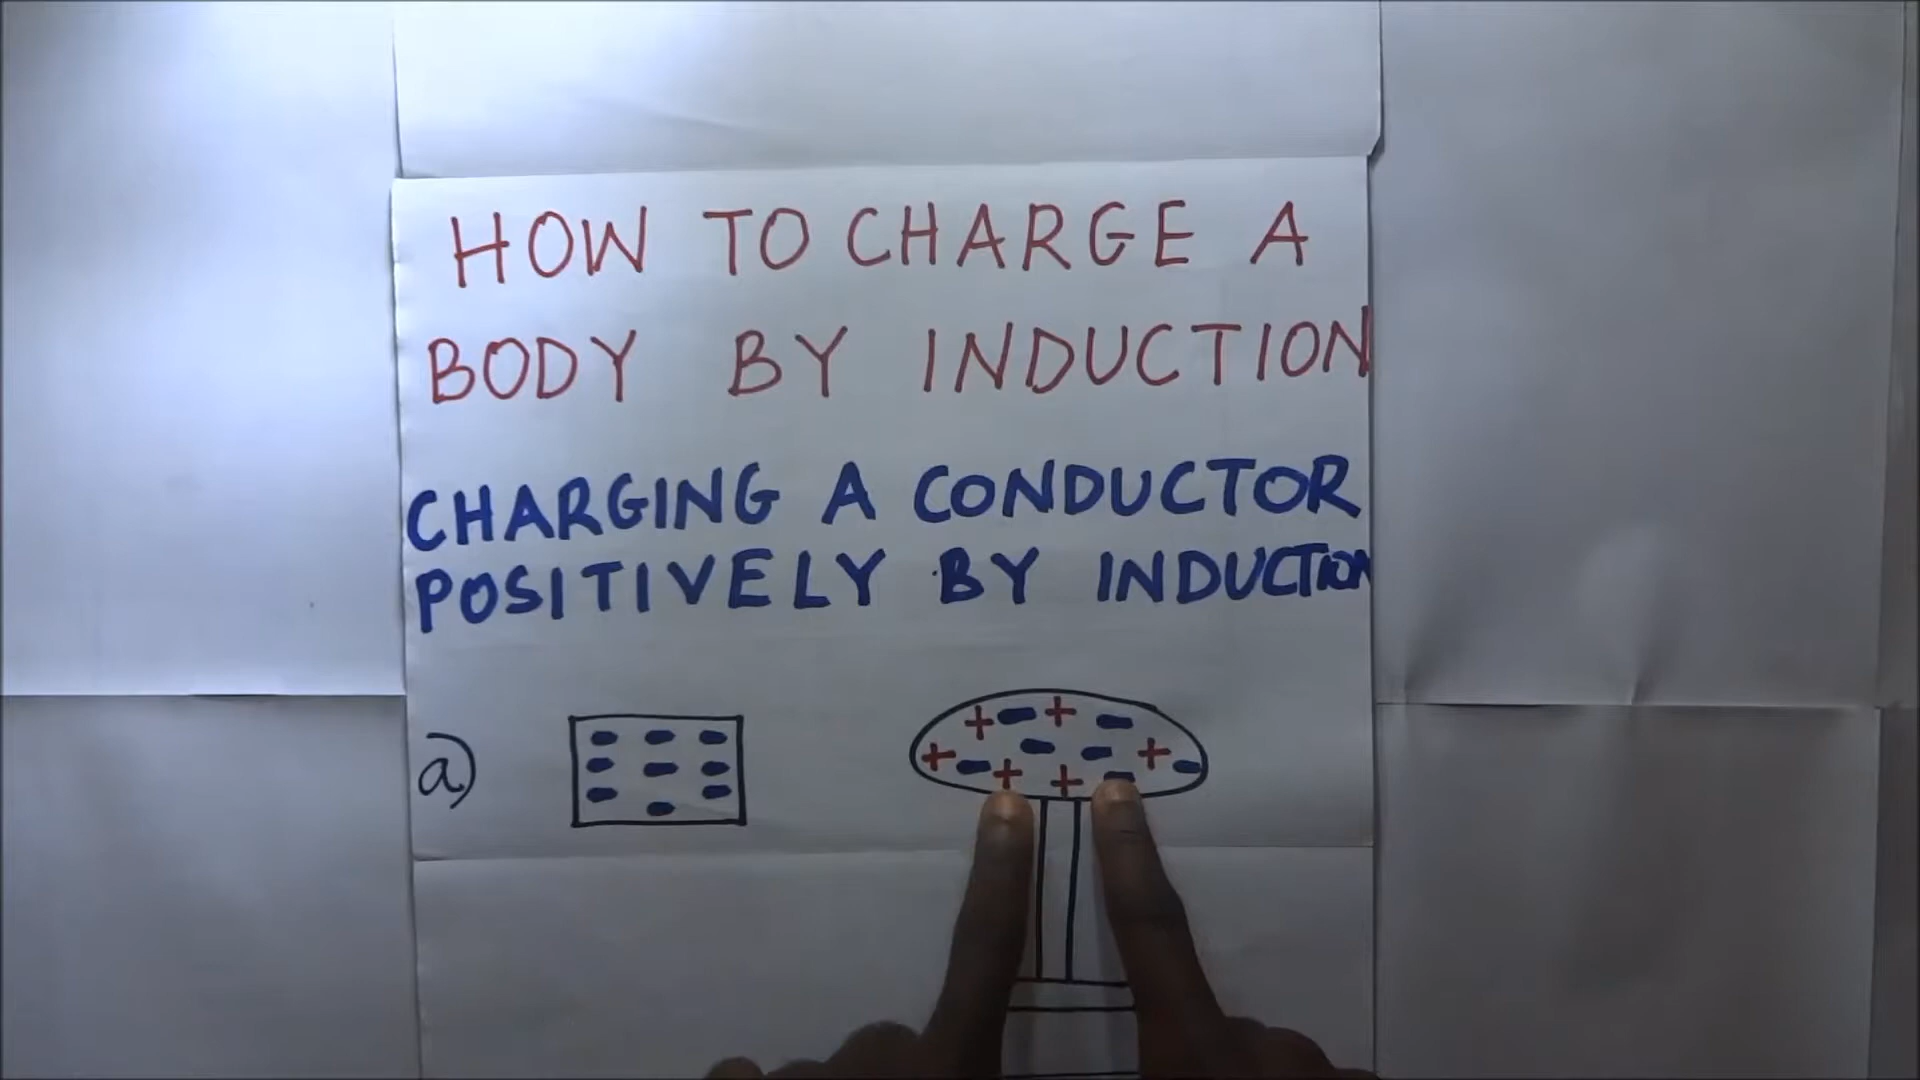 HOW TO CHARGE A
BODY BY INDUCTION
CHARGING A CONDUCTOR
POSITIVELY BY INDUCTION
a)